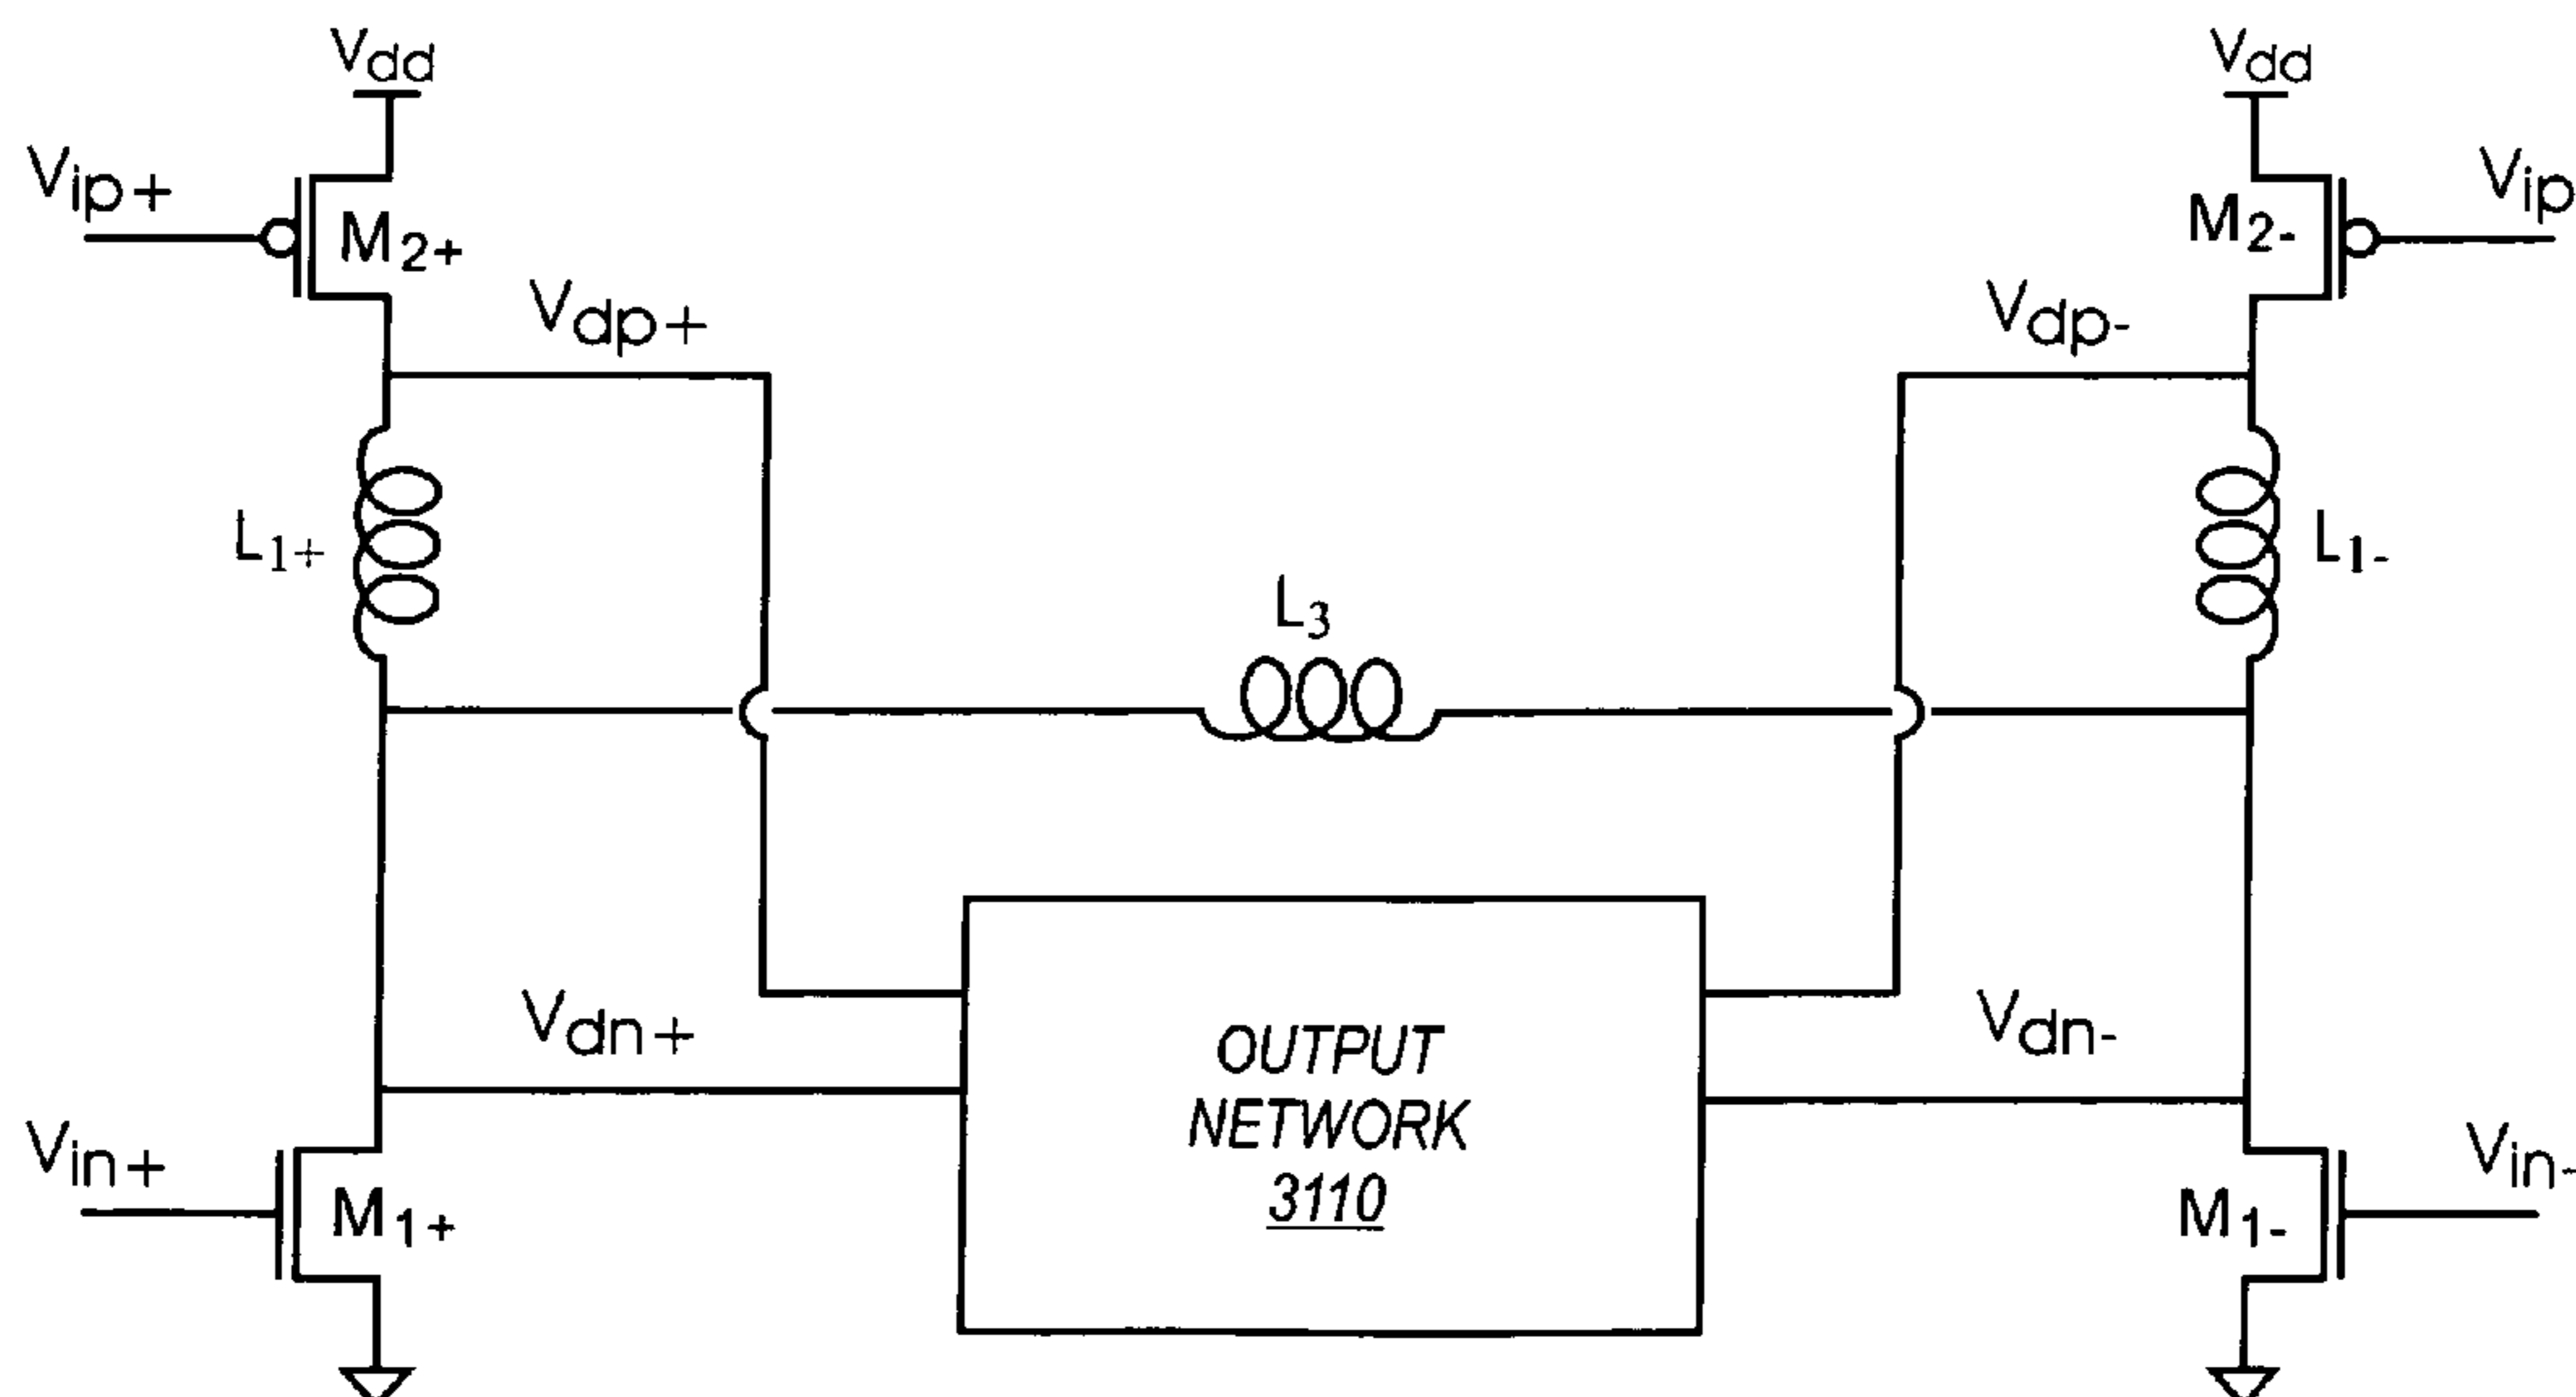 Vdd Vdd
Vip+ M2+ M2- Vip
Vdp+ Vdp-
L1+ L1-
L3
Vdn+ Vdn-
OUTPUT
NETWORK
3110
Vin+ M1+ M1- Vin-